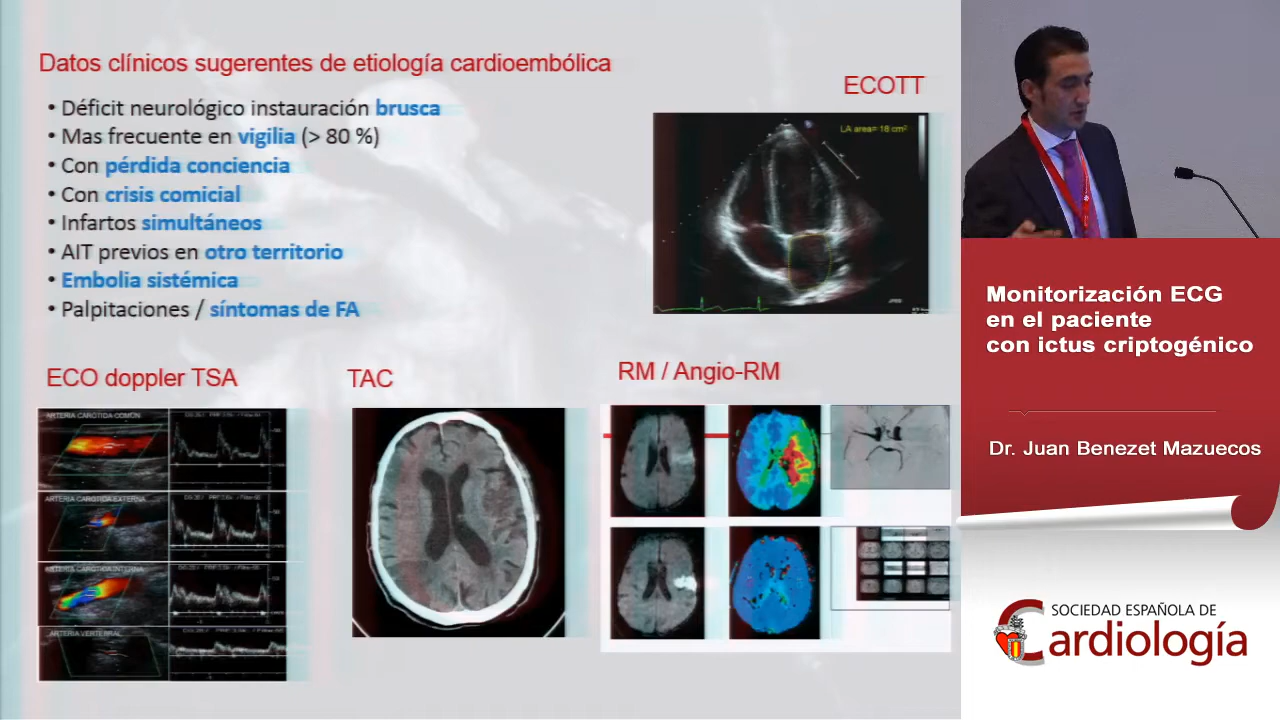 Datos clínicos sugerentes de etiología cardioembólica
• Déficit neurológico instauración brusca
• Mas frecuente en vigilia (> 80 %)
• Con pérdida conciencia
• Con crisis comicial
• Infartos simultáneos
• AIT previos en otro territorio
• Embolia sistémica
• Palpitaciones / síntomas de FA
ECOTT
LA area= 18 cm²
ECO doppler TSA
ARTERIA CAROTIDA COMÚN
ARTERIA CAROTIDA EXTERNA
ARTERIA CAROTIDA INTERNA
ARTERIA VERTEBRAL
TAC
RM / Angio-RM
Monitorización ECG
en el paciente
con ictus criptogénico
Dr. Juan Benezet Mazuecos
SOCIEDAD ESPAÑOLA DE
Cardiología